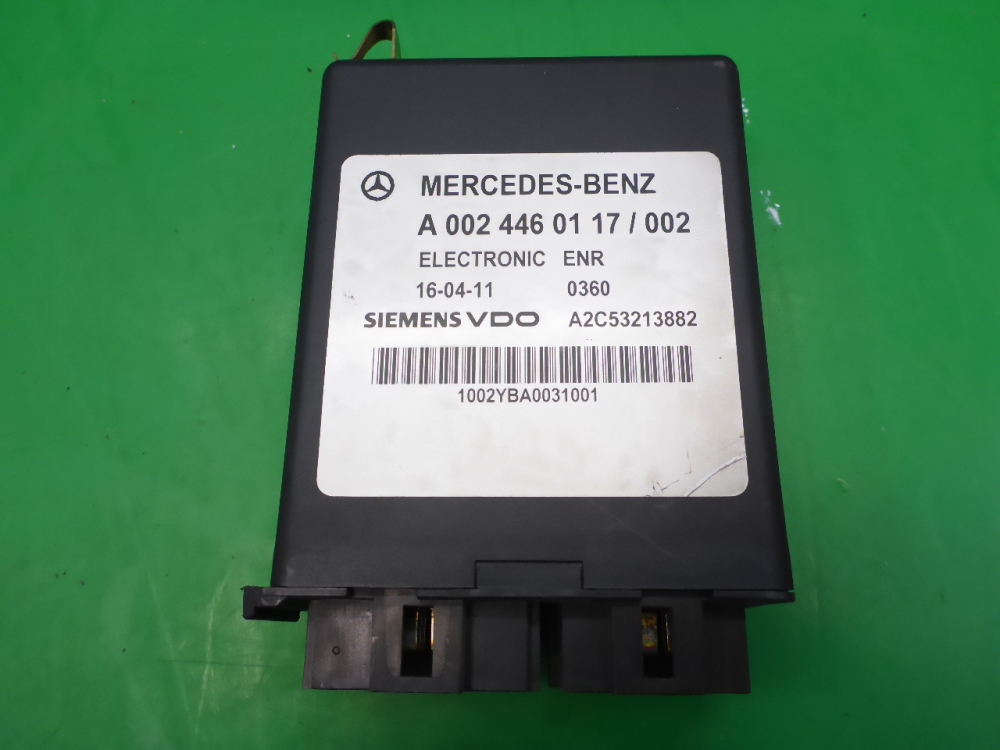 MERCEDES-BENZ
A 002 446 01 17 / 002
ELECTRONIC ENR
16-04-11 0360
SIEMENS VDO A2C53213882
1002YBA0031001